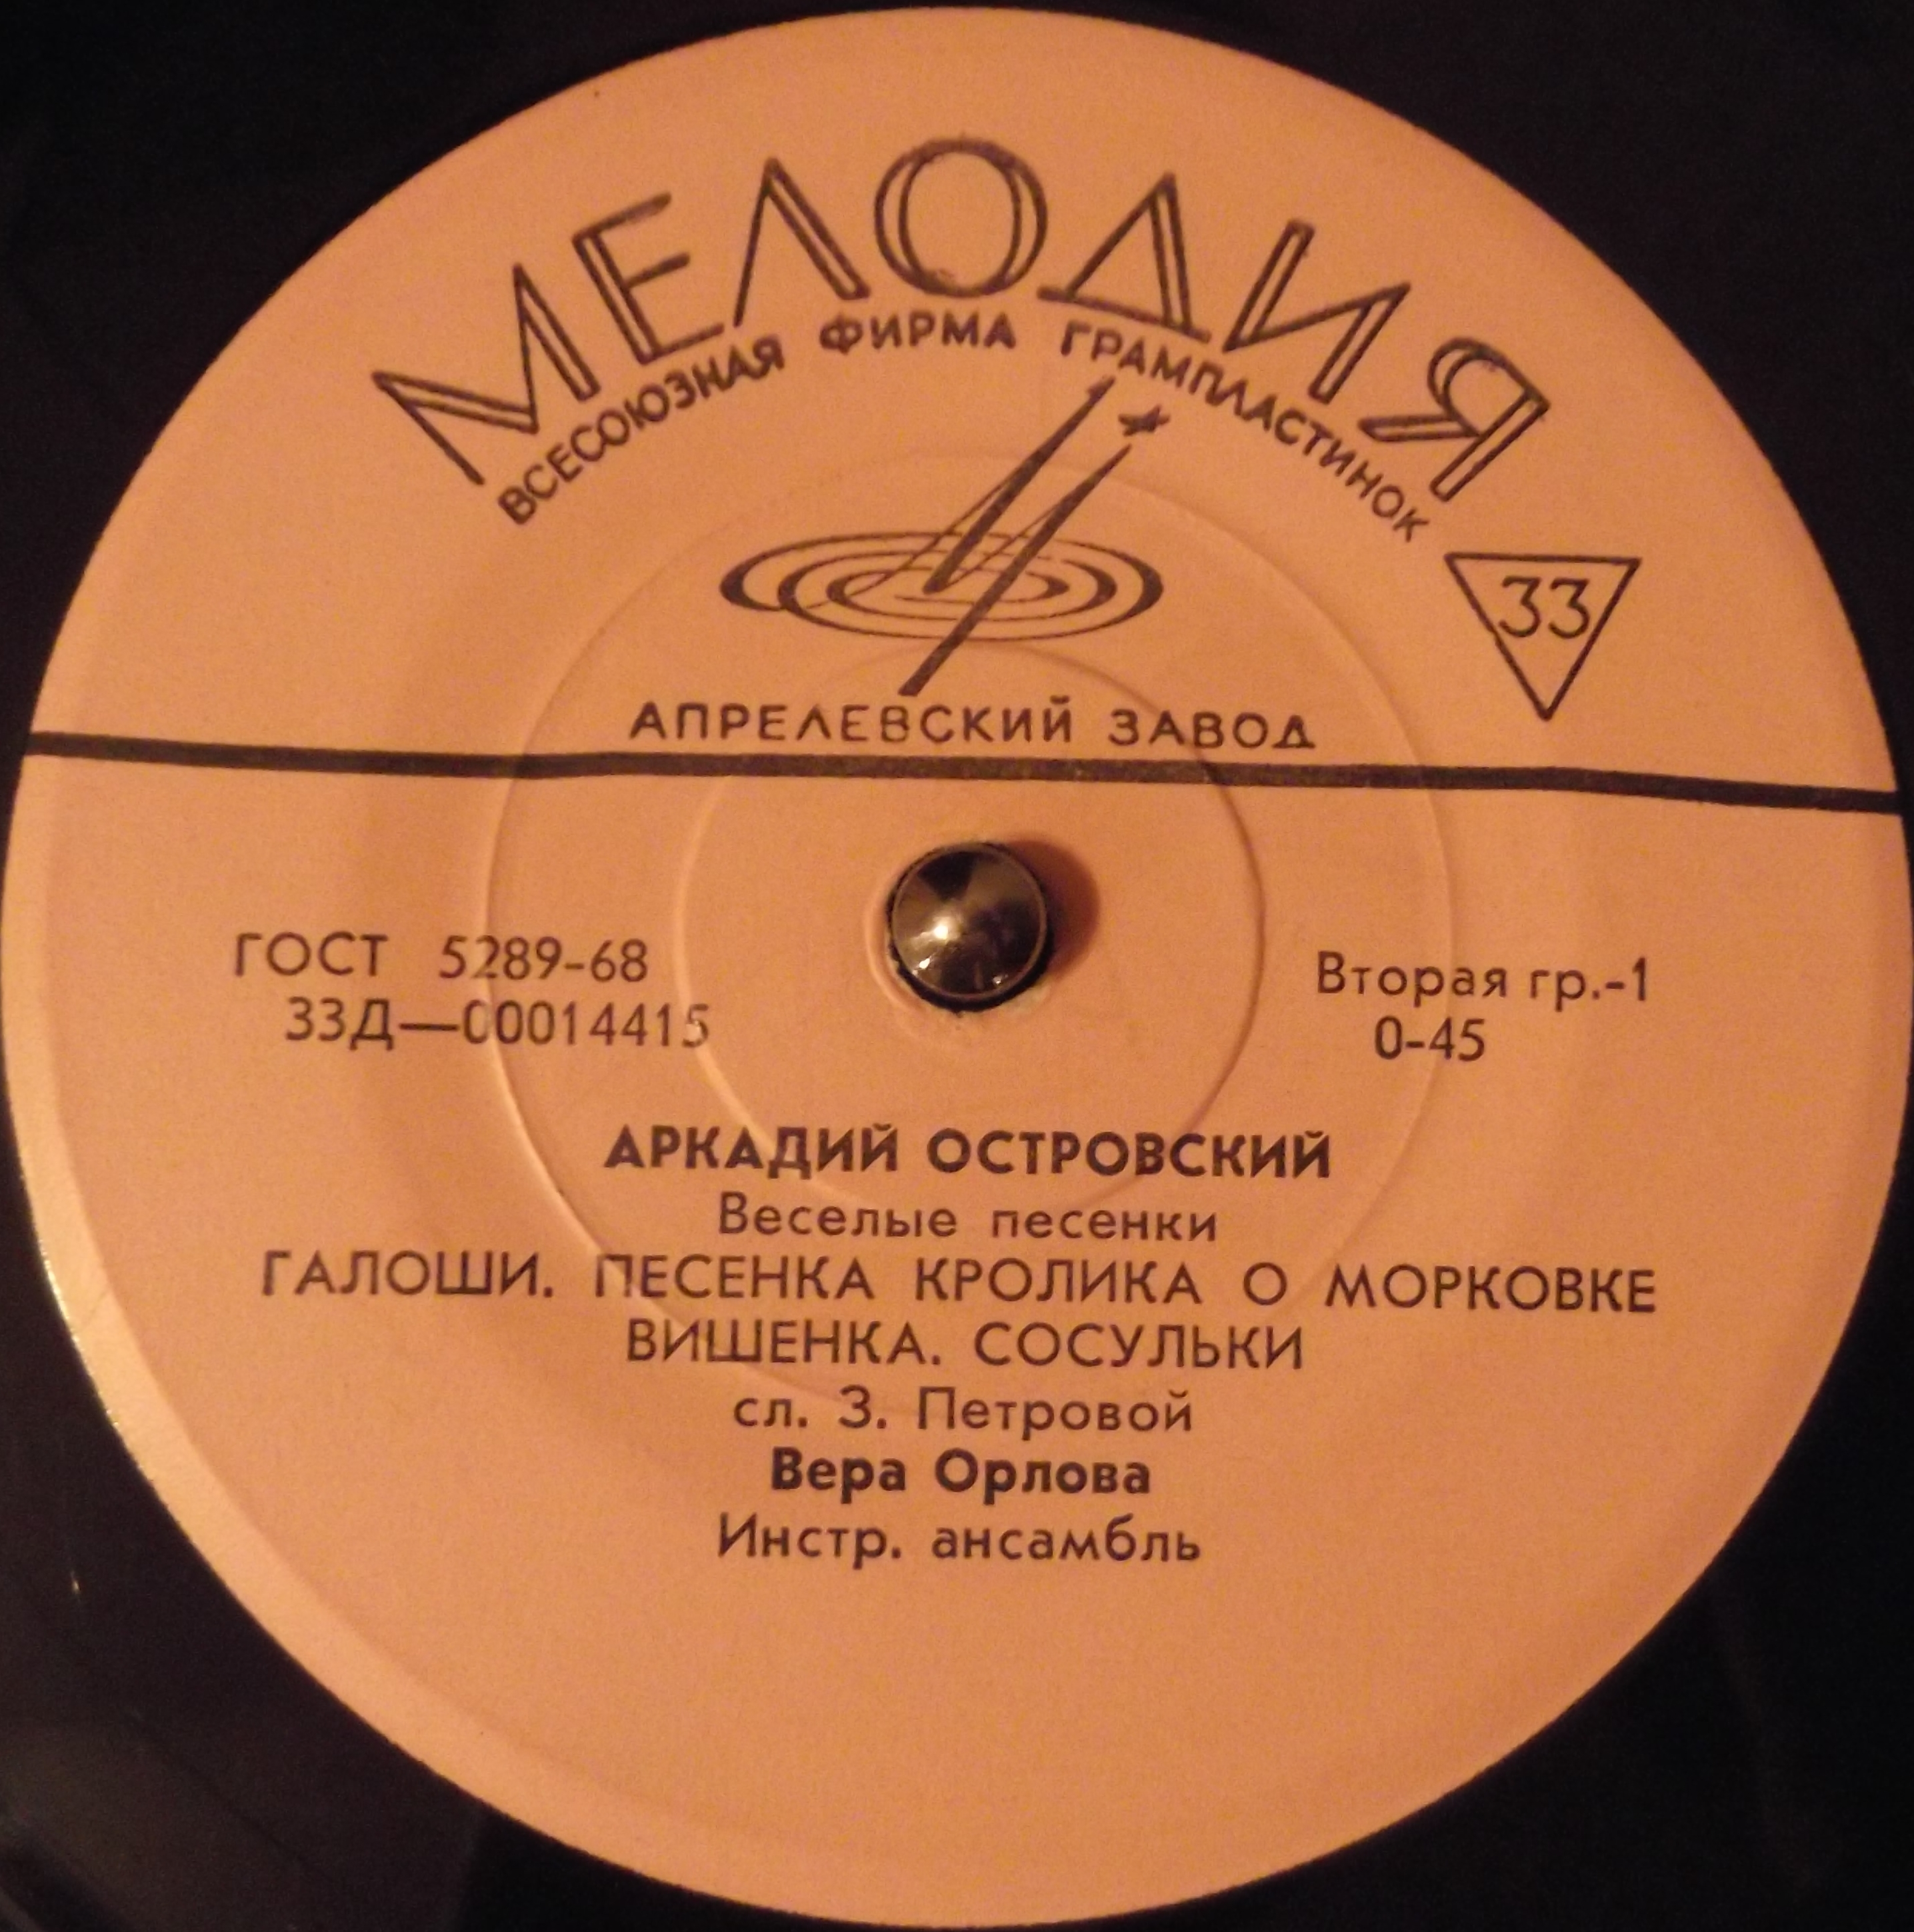 МЕЛОДИЯ
ВСЕСОЮЗНАЯ ФИРМА ГРАМПЛАСТИНОК
33
АПРЕЛЕВСКИЙ ЗАВОД
ГОСТ 5289-68
33Д—00014415
Вторая гр.-1
0-45
АРКАДИЙ ОСТРОВСКИЙ
Веселые песенки
ГАЛОШИ. ПЕСЕНКА КРОЛИКА О МОРКОВКЕ
ВИШЕНКА. СОСУЛЬКИ
сл. З. Петровой
Вера Орлова
Инстр. ансамбль